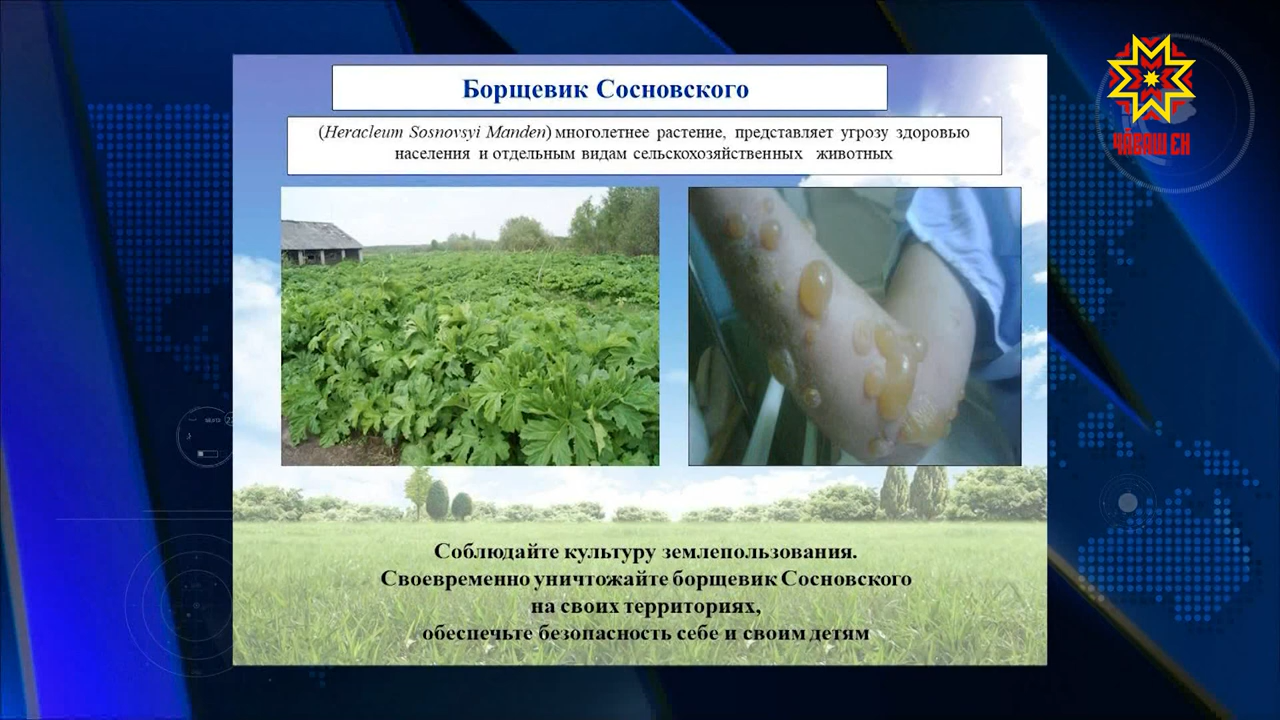 Борщевик Сосновского
(Heracleum Sosnovsyi Manden) многолетнее растение, представляет угрозу здоровью
населения и отдельным видам сельскохозяйственных животных
ЧӐВАШ ЕН
Соблюдайте культуру землепользования.
Своевременно уничтожайте борщевик Сосновского
на своих территориях,
обеспечьте безопасность себе и своим детям